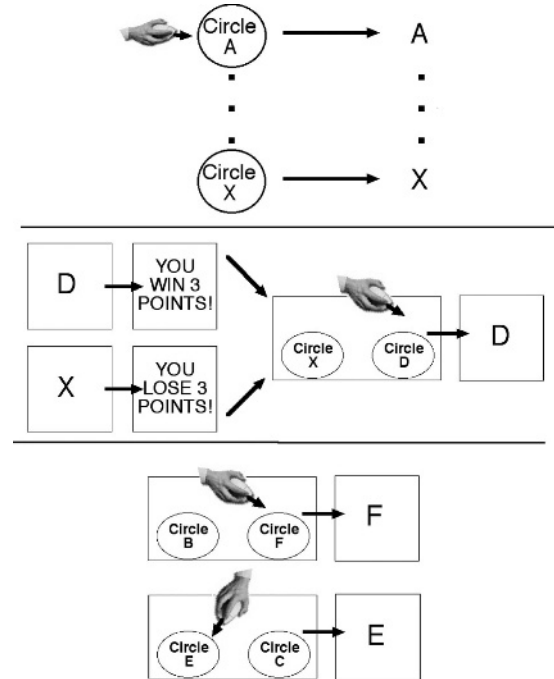 Circle
A
A
Circle
X
X
D
YOU
WIN 3
POINTS!
X
YOU
LOSE 3
POINTS!
Circle
X
Circle
D
D
Circle
B
Circle
F
F
Circle
E
Circle
C
E